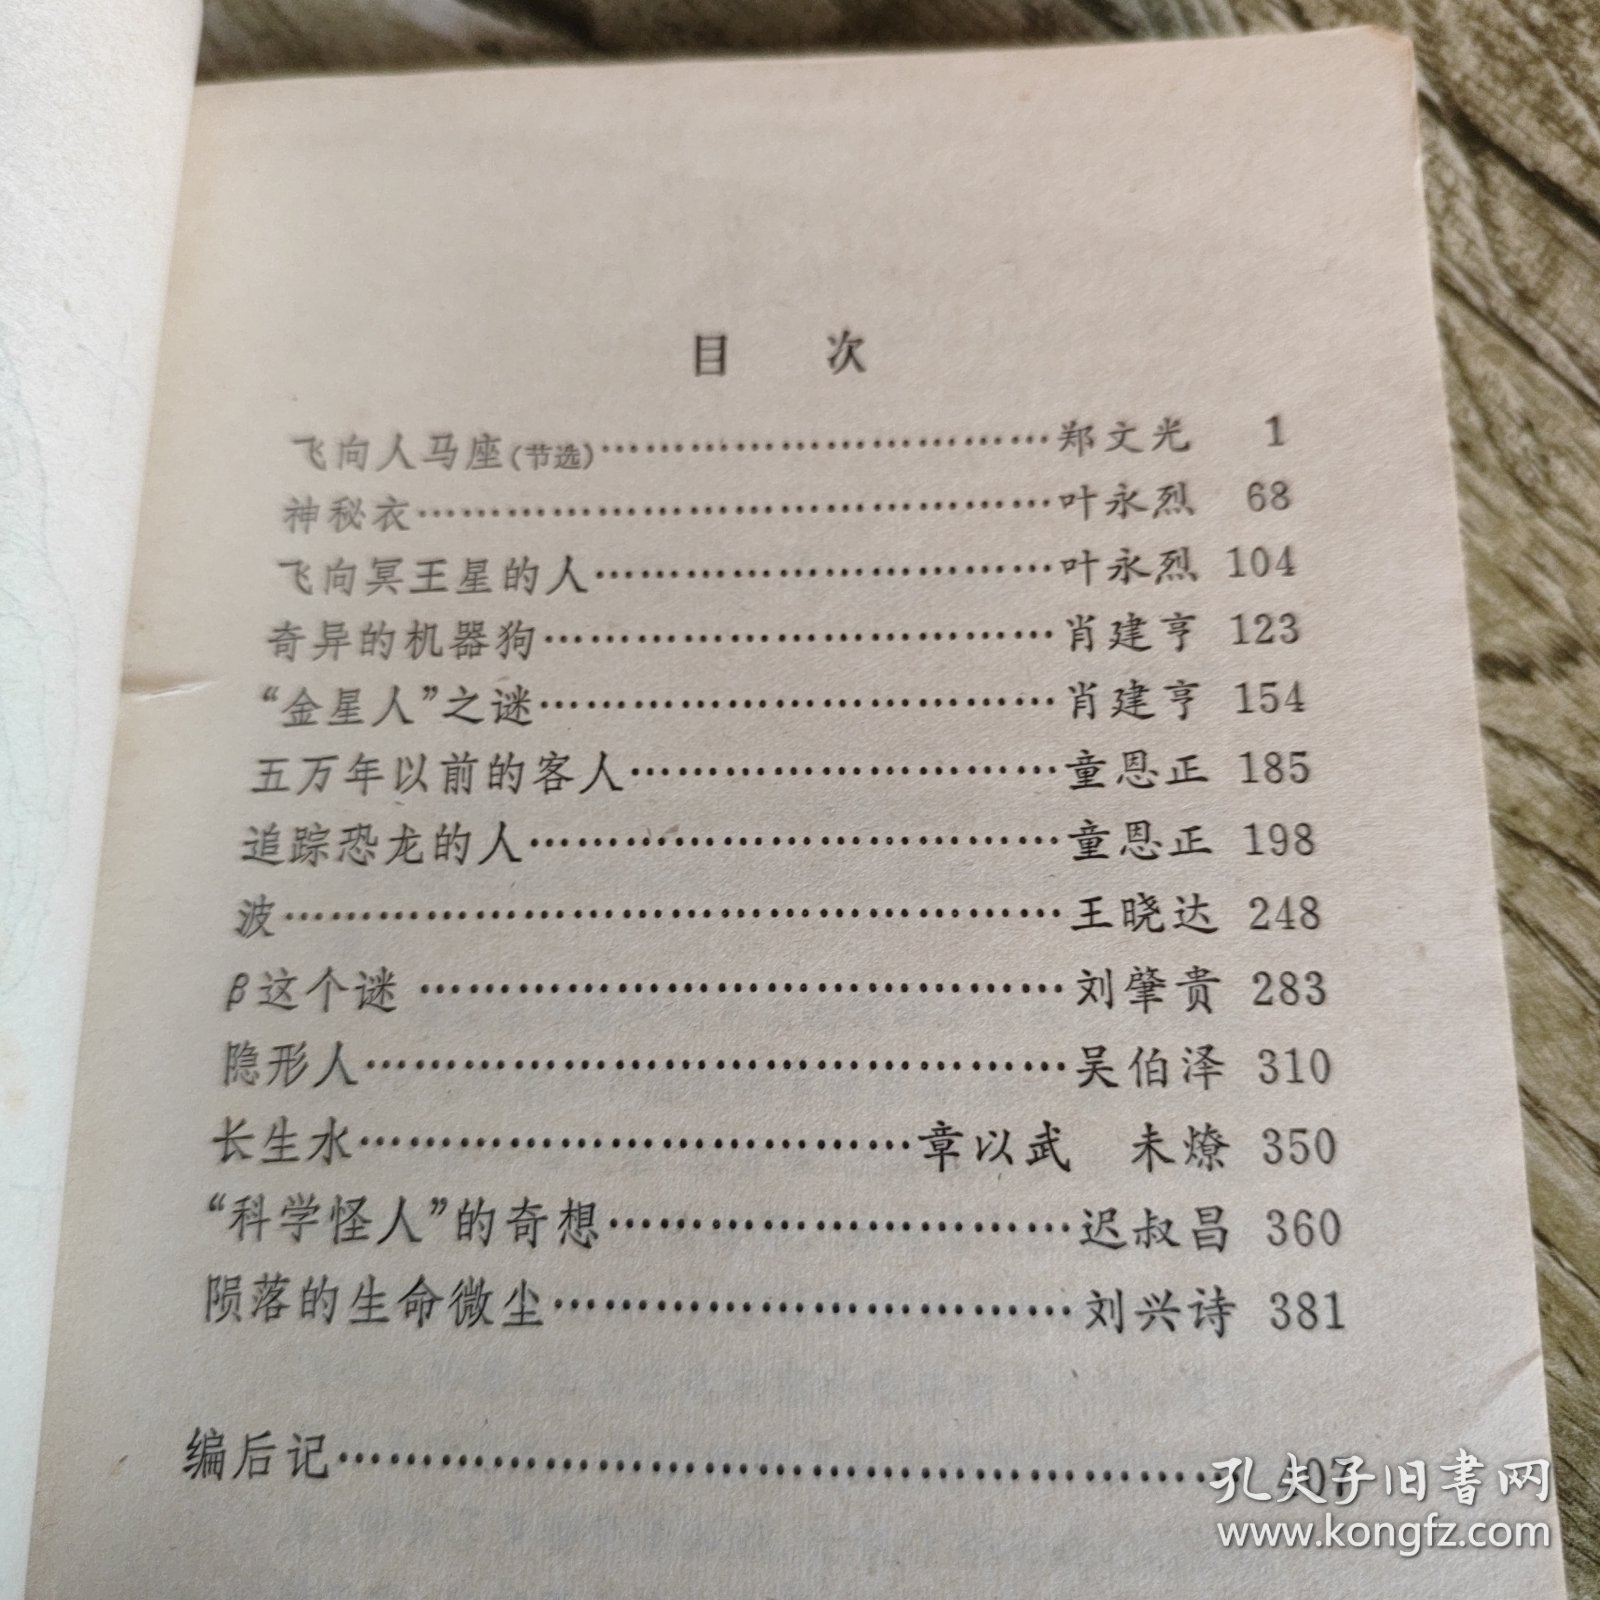 目 次
飞向人马座(节选)……………………………郑文光 1
神秘衣……………………………………叶永烈 68
飞向冥王星的人……………………………叶永烈 104
奇异的机器狗………………………………肖建亨 123
“金星人”之谜………………………………肖建亨 154
五万年以前的客人…………………………童恩正 185
追踪恐龙的人………………………………童恩正 198
波……………………………………………王晓达 248
β这个谜 ……………………………………刘肇贵 283
隐形人………………………………………吴伯泽 310
长生水………………………………章以武 未燎 350
“科学怪人”的奇想…………………………迟叔昌 360
陨落的生命微尘……………………………刘兴诗 381
编后记…………………………………………………407
孔夫子旧书网
www.kongfz.com